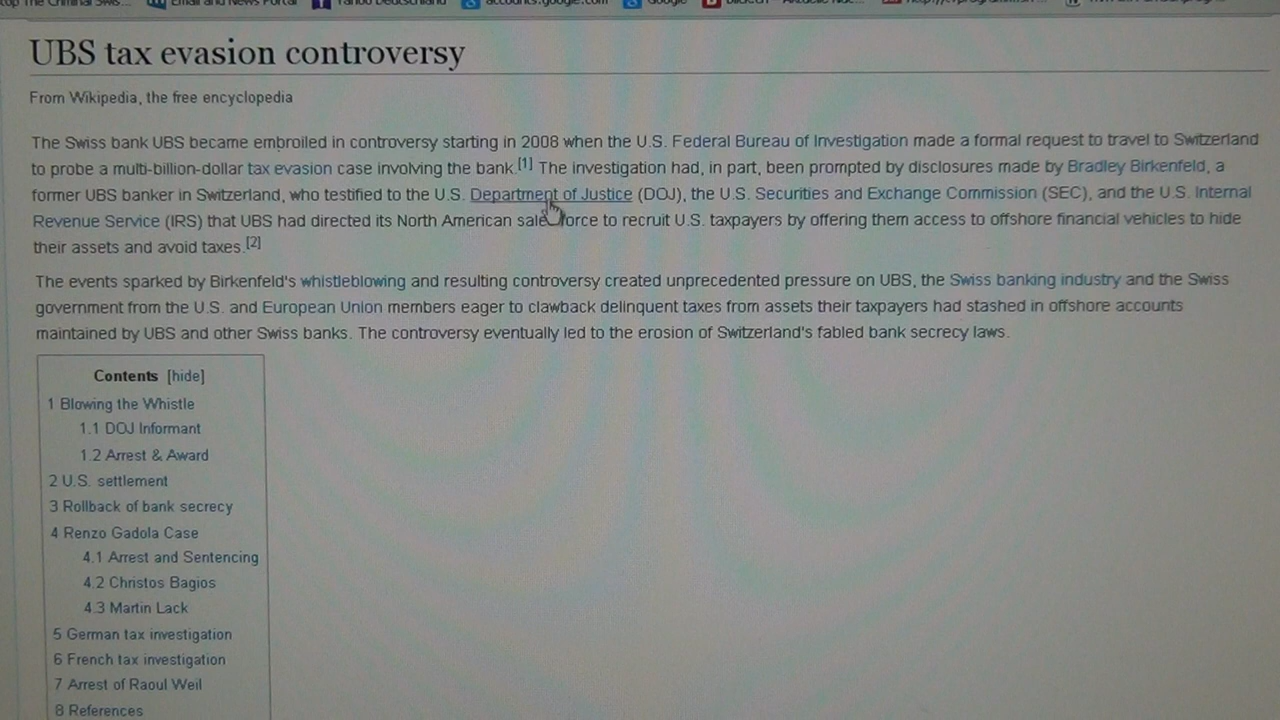 Email and News Portal Yahoo Deutschland accounts.google.com Google
UBS tax evasion controversy
From Wikipedia, the free encyclopedia
The Swiss bank UBS became embroiled in controversy starting in 2008 when the U.S. Federal Bureau of Investigation made a formal request to travel to Switzerland
to probe a multi-billion-dollar tax evasion case involving the bank.[1] The investigation had, in part, been prompted by disclosures made by Bradley Birkenfeld, a
former UBS banker in Switzerland, who testified to the U.S. Department of Justice (DOJ), the U.S. Securities and Exchange Commission (SEC), and the U.S. Internal
Revenue Service (IRS) that UBS had directed its North American sales force to recruit U.S. taxpayers by offering them access to offshore financial vehicles to hide
their assets and avoid taxes.[2]
The events sparked by Birkenfeld's whistleblowing and resulting controversy created unprecedented pressure on UBS, the Swiss banking industry and the Swiss
government from the U.S. and European Union members eager to clawback delinquent taxes from assets their taxpayers had stashed in offshore accounts
maintained by UBS and other Swiss banks. The controversy eventually led to the erosion of Switzerland's fabled bank secrecy laws.
Contents [hide]
1 Blowing the Whistle
1.1 DOJ Informant
1.2 Arrest & Award
2 U.S. settlement
3 Rollback of bank secrecy
4 Renzo Gadola Case
4.1 Arrest and Sentencing
4.2 Christos Bagios
4.3 Martin Lack
5 German tax investigation
6 French tax investigation
7 Arrest of Raoul Weil
8 References